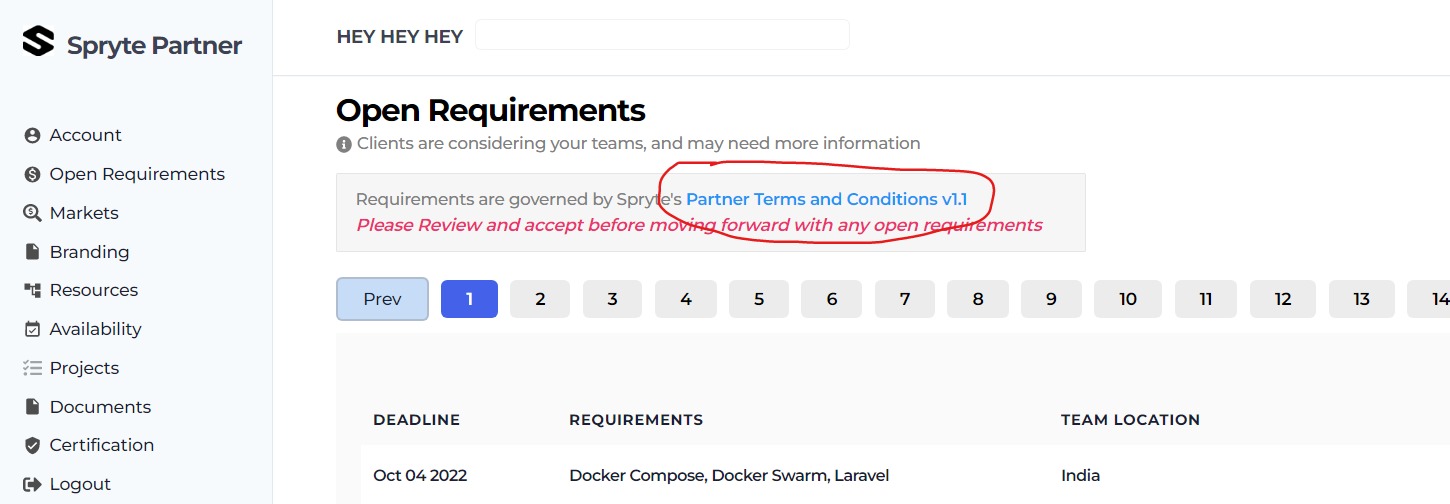 Spryte Partner
HEY HEY HEY
Account
Open Requirements
Markets
Branding
Resources
Availability
Projects
Documents
Certification
Logout
Open Requirements
Clients are considering your teams, and may need more information
Requirements are governed by Spryte's Partner Terms and Conditions v1.1
Please Review and accept before moving forward with any open requirements
Prev 1 2 3 4 5 6 7 8 9 10 11 12 13 14
DEADLINE REQUIREMENTS TEAM LOCATION
Oct 04 2022 Docker Compose, Docker Swarm, Laravel India